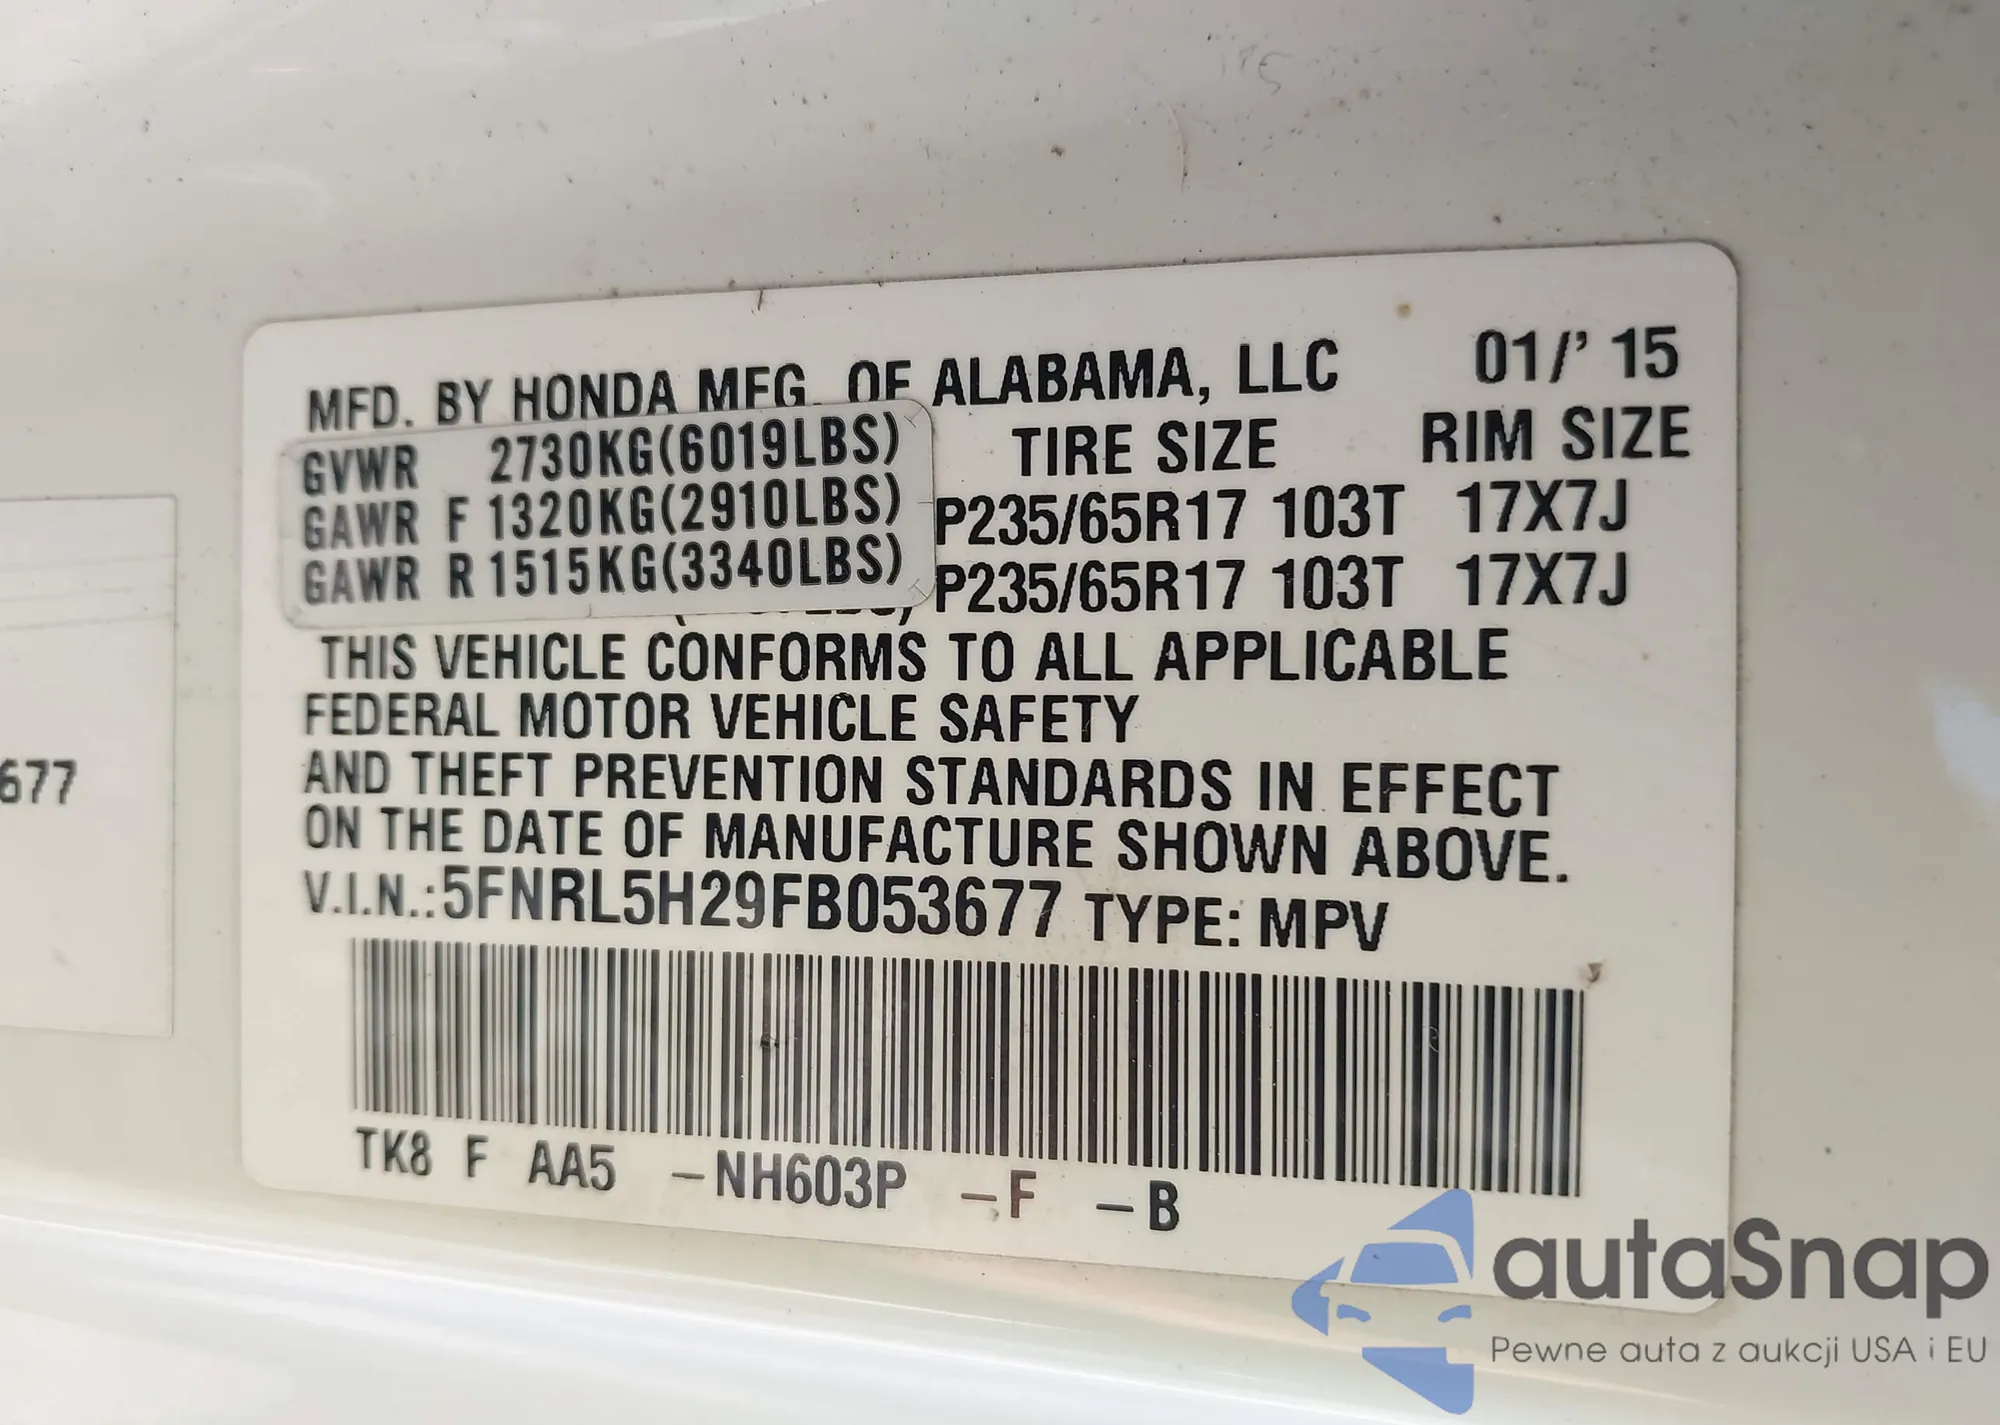 MFD. BY HONDA MFG. OF ALABAMA, LLC 01/' 15
GVWR 2730KG(6019LBS) TIRE SIZE RIM SIZE
GAWR F 1320KG(2910LBS) P235/65R17 103T 17X7J
GAWR R 1515KG(3340LBS) P235/65R17 103T 17X7J
THIS VEHICLE CONFORMS TO ALL APPLICABLE
FEDERAL MOTOR VEHICLE SAFETY
AND THEFT PREVENTION STANDARDS IN EFFECT
ON THE DATE OF MANUFACTURE SHOWN ABOVE.
V.I.N.:5FNRL5H29FB053677 TYPE: MPV
TK8 F AA5 -NH603P -F -B
677
autaSnap
Pewne auta z aukcji USA i EU